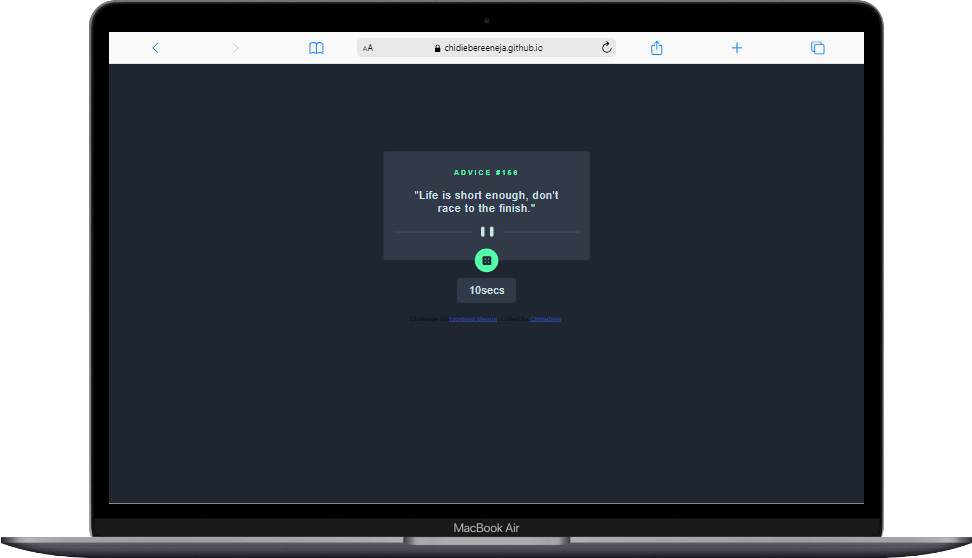 AA
chidiebereeneja.github.io
ADVICE #156
"Life is short enough, don't
race to the finish."
10secs
Challenge by Frontend Mentor. Coded by
MacBook Air